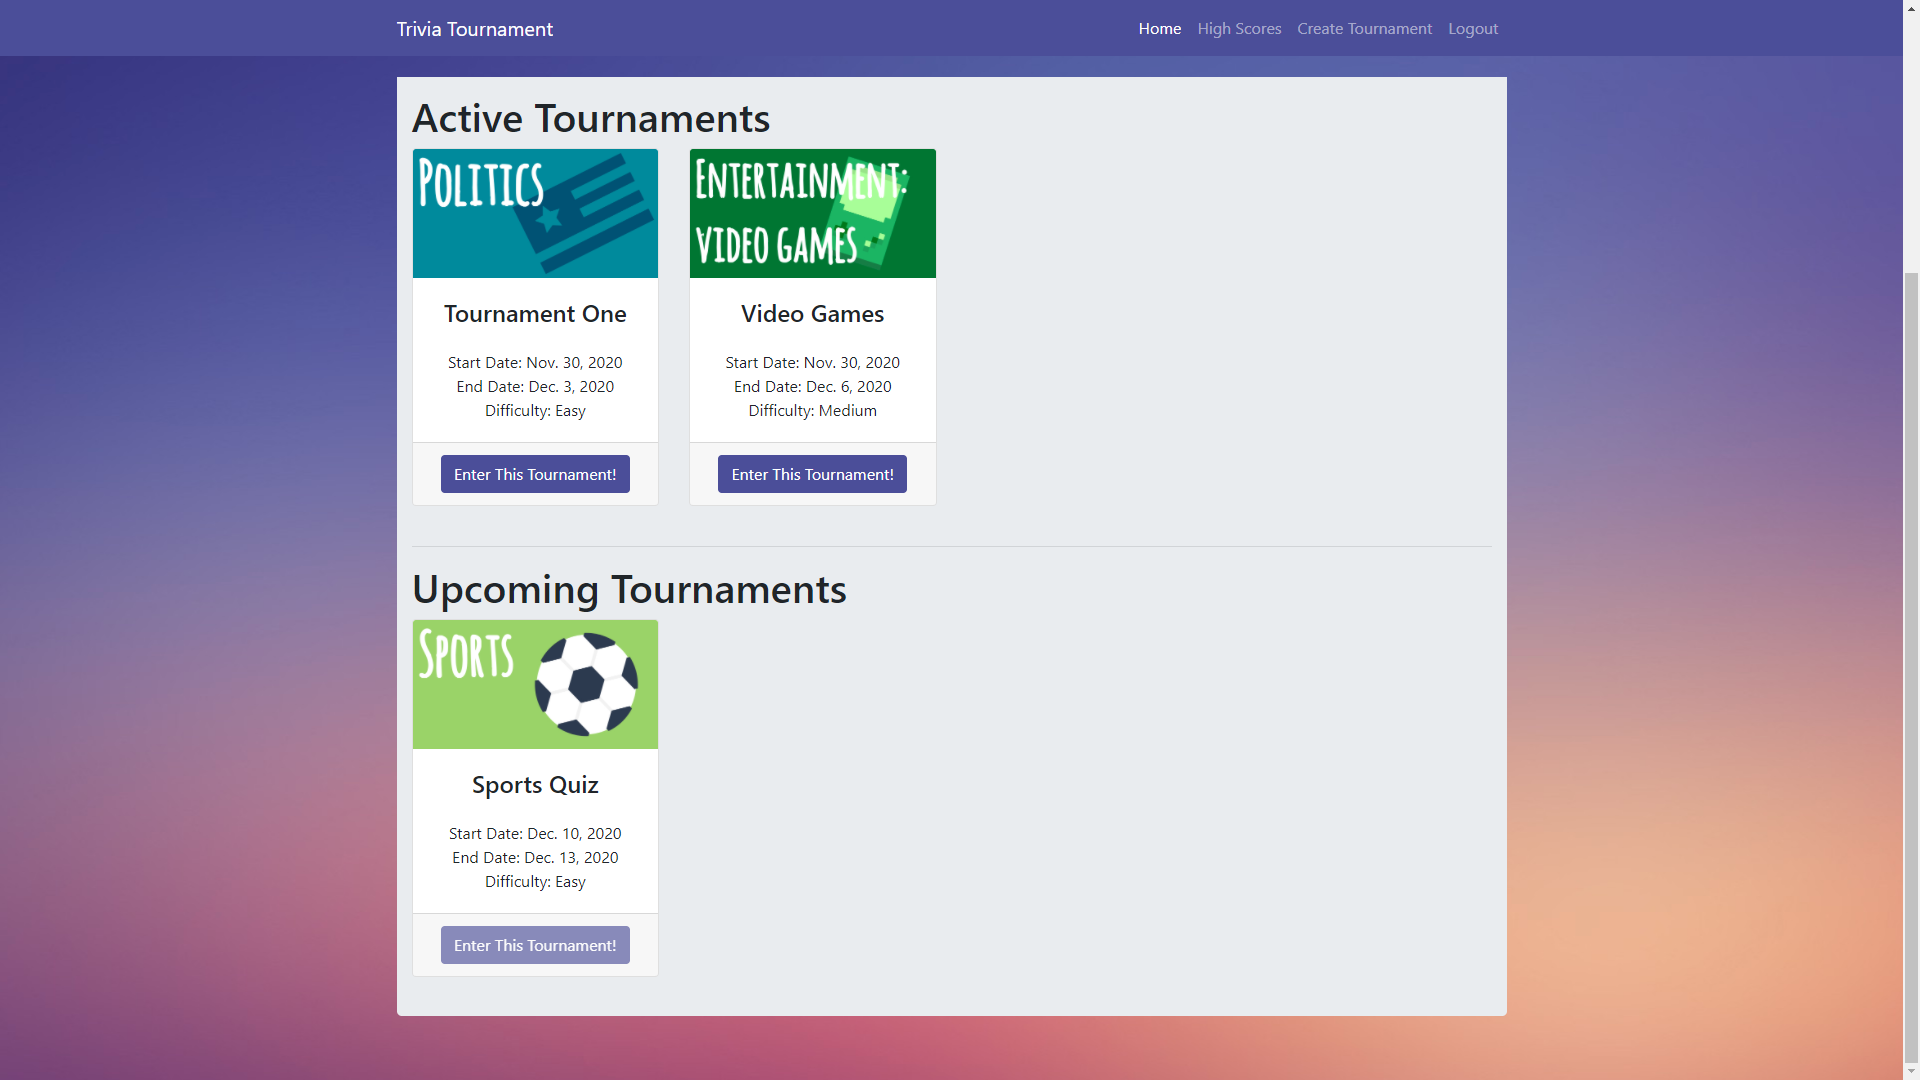 Trivia Tournament
Home High Scores Create Tournament Logout
Active Tournaments
Politics
Tournament One
Start Date: Nov. 30, 2020
End Date: Dec. 3, 2020
Difficulty: Easy
Enter This Tournament!
Entertainment:
video games
Video Games
Start Date: Nov. 30, 2020
End Date: Dec. 6, 2020
Difficulty: Medium
Enter This Tournament!
Upcoming Tournaments
Sports
Sports Quiz
Start Date: Dec. 10, 2020
End Date: Dec. 13, 2020
Difficulty: Easy
Enter This Tournament!